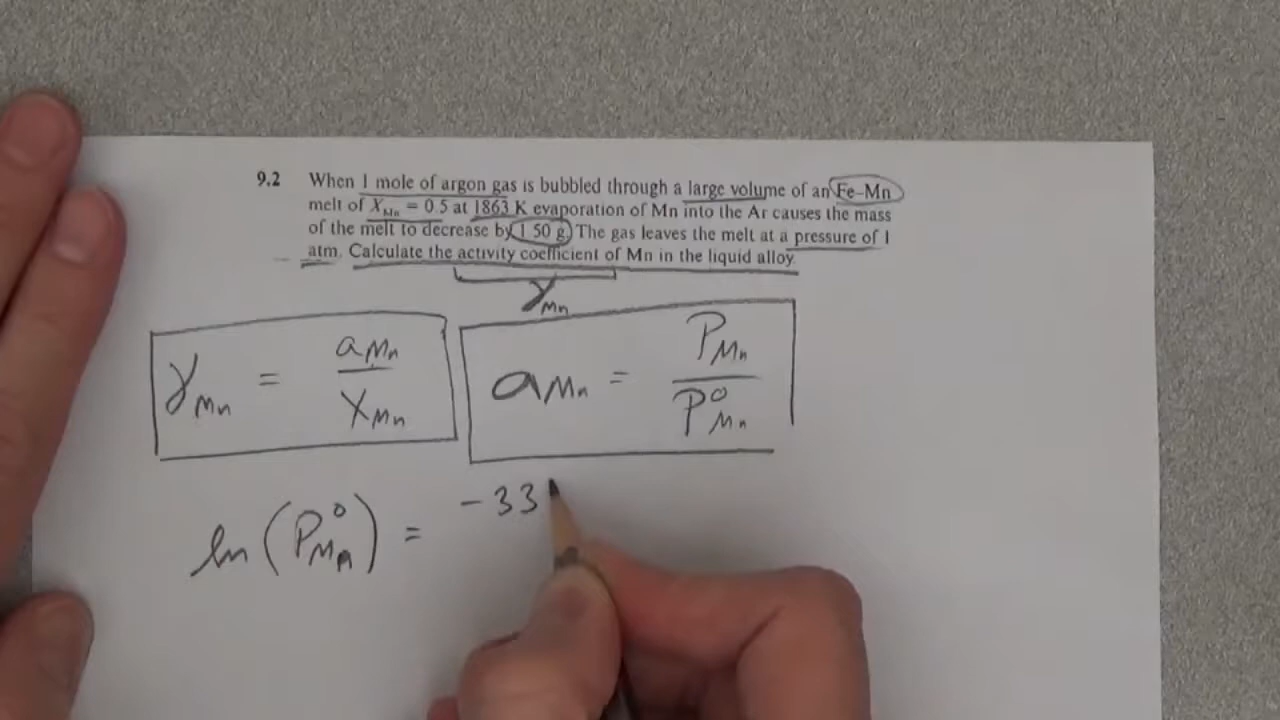 9.2 When 1 mole of argon gas is bubbled through a large volume of an Fe–Mn
melt of X_Mn = 0.5 at 1863 K evaporation of Mn into the Ar causes the mass
of the melt to decrease by 1 50 g. The gas leaves the melt at a pressure of 1
atm. Calculate the activity coefficient of Mn in the liquid alloy.
γ_Mn
γ_Mn = a_Mn / X_Mn
a_Mn = P_Mn / P°_Mn
ln (P°_Mn) = -33